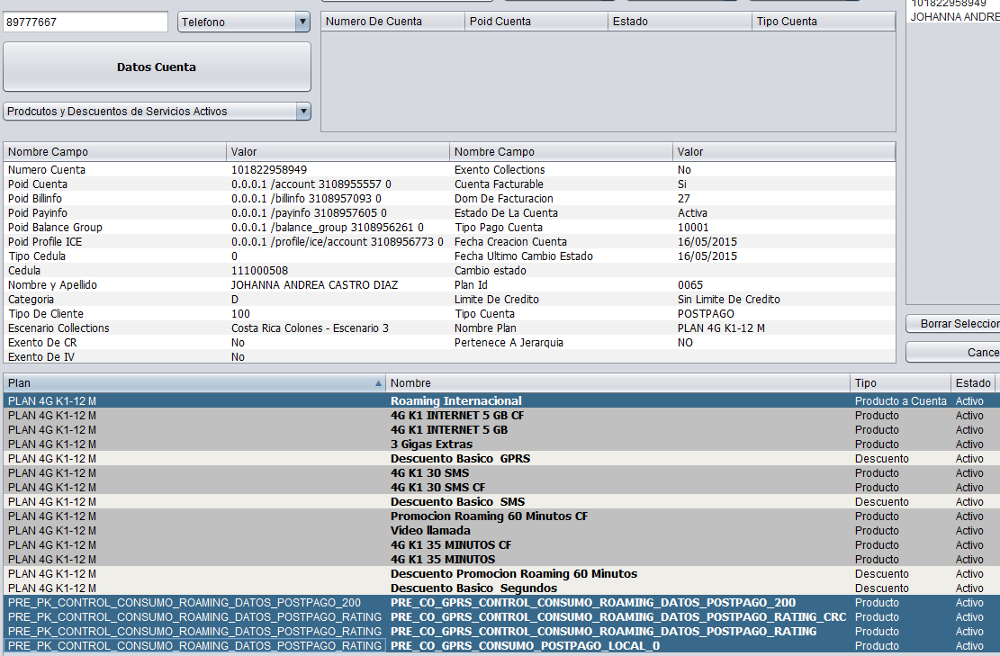 89777667 Telefono
Numero De Cuenta Poid Cuenta Estado Tipo Cuenta
101822958949
JOHANNA ANDRE
Datos Cuenta
Prodcutos y Descuentos de Servicios Activos
Nombre Campo Valor Nombre Campo Valor
Numero Cuenta 101822958949 Exento Collections No
Poid Cuenta 0.0.0.1 /account 3108955557 0 Cuenta Facturable Si
Poid Billinfo 0.0.0.1 /billinfo 3108957093 0 Dom De Facturacion 27
Poid Payinfo 0.0.0.1 /payinfo 3108957605 0 Estado De La Cuenta Activa
Poid Balance Group 0.0.0.1 /balance_group 3108956261 0 Tipo Pago Cuenta 10001
Poid Profile ICE 0.0.0.1 /profile/ice/account 3108956773 0 Fecha Creacion Cuenta 16/05/2015
Tipo Cedula 0 Fecha Ultimo Cambio Estado 16/05/2015
Cedula 111000508 Cambio estado
Nombre y Apellido JOHANNA ANDREA CASTRO DIAZ Plan Id 0065
Categoria D Limite De Credito Sin Limite De Credito
Tipo De Cliente 100 Tipo Cuenta POSTPAGO
Escenario Collections Costa Rica Colones - Escenario 3 Nombre Plan PLAN 4G K1-12 M
Exento De CR No Pertenece A Jerarquia NO
Exento De IV No
Borrar Seleccior
Cance
Plan Nombre Tipo Estado
PLAN 4G K1-12 M Roaming Internacional Producto a Cuenta Activo
PLAN 4G K1-12 M 4G K1 INTERNET 5 GB CF Producto Activo
PLAN 4G K1-12 M 4G K1 INTERNET 5 GB Producto Activo
PLAN 4G K1-12 M 3 Gigas Extras Producto Activo
PLAN 4G K1-12 M Descuento Basico GPRS Descuento Activo
PLAN 4G K1-12 M 4G K1 30 SMS Producto Activo
PLAN 4G K1-12 M 4G K1 30 SMS CF Producto Activo
PLAN 4G K1-12 M Descuento Basico SMS Descuento Activo
PLAN 4G K1-12 M Promocion Roaming 60 Minutos CF Producto Activo
PLAN 4G K1-12 M Video llamada Producto Activo
PLAN 4G K1-12 M 4G K1 35 MINUTOS CF Producto Activo
PLAN 4G K1-12 M 4G K1 35 MINUTOS Producto Activo
PLAN 4G K1-12 M Descuento Promocion Roaming 60 Minutos Descuento Activo
PLAN 4G K1-12 M Descuento Basico Segundos Descuento Activo
PRE_PK_CONTROL_CONSUMO_ROAMING_DATOS_POSTPAGO_200 PRE_CO_GPRS_CONTROL_CONSUMO_ROAMING_DATOS_POSTPAGO_200 Producto Activo
PRE_PK_CONTROL_CONSUMO_ROAMING_DATOS_POSTPAGO_RATING PRE_CO_GPRS_CONTROL_CONSUMO_ROAMING_DATOS_POSTPAGO_RATING_CRC Producto Activo
PRE_PK_CONTROL_CONSUMO_ROAMING_DATOS_POSTPAGO_RATING PRE_CO_GPRS_CONTROL_CONSUMO_ROAMING_DATOS_POSTPAGO_RATING Producto Activo
PRE_PK_CONTROL_CONSUMO_ROAMING_DATOS_POSTPAGO_RATING PRE_CO_GPRS_CONSUMO_POSTPAGO_LOCAL_0 Producto Activo